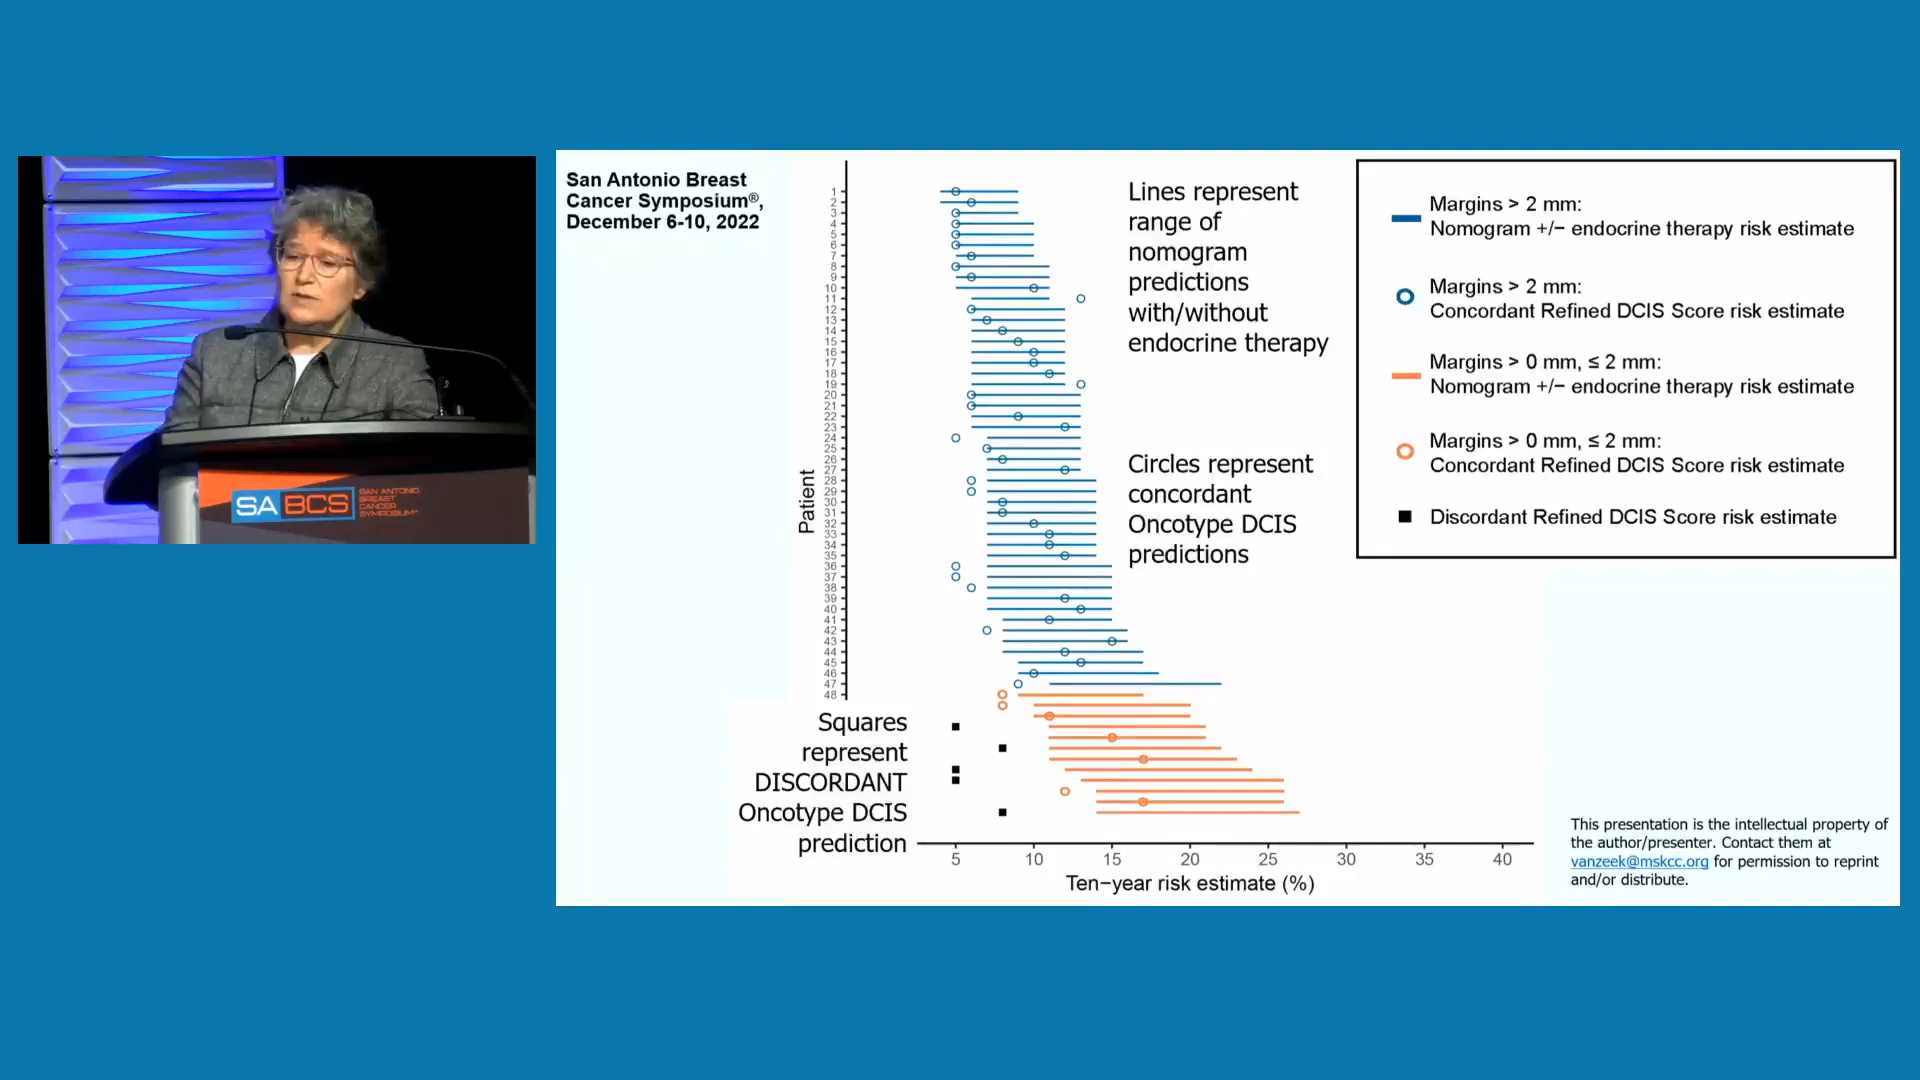 San Antonio Breast
Cancer Symposium®,
December 6-10, 2022
SA BCS
SAN ANTONIO
BREAST
CANCER
SYMPOSIUM®
Patient
1
2
3
4
5
6
7
8
9
10
11
12
13
14
15
16
17
18
19
20
21
22
23
24
25
26
27
28
29
30
31
32
33
34
35
36
37
38
39
40
41
42
43
44
45
46
47
48
Lines represent
range of
nomogram
predictions
with/without
endocrine therapy
Circles represent
concordant
Oncotype DCIS
predictions
Squares
represent
DISCORDANT
Oncotype DCIS
prediction
5 10 15 20 25 30 35 40
Ten−year risk estimate (%)
Margins > 2 mm:
Nomogram +/− endocrine therapy risk estimate
Margins > 2 mm:
Concordant Refined DCIS Score risk estimate
Margins > 0 mm, ≤ 2 mm:
Nomogram +/− endocrine therapy risk estimate
Margins > 0 mm, ≤ 2 mm:
Concordant Refined DCIS Score risk estimate
Discordant Refined DCIS Score risk estimate
This presentation is the intellectual property of
the author/presenter. Contact them at
vanzeek@mskcc.org for permission to reprint
and/or distribute.